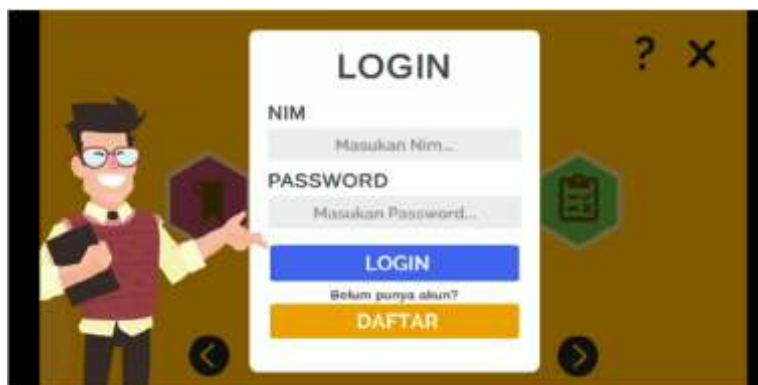 LOGIN
?
X
NIM
Masukan Nim...
PASSWORD
Masukan Password...
LOGIN
Belum punya akun?
DAFTAR